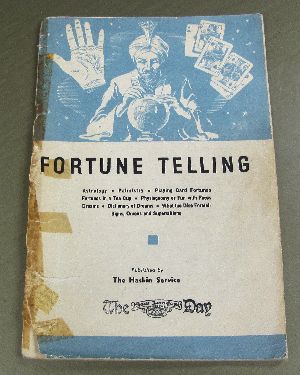 FORTUNE TELLING
Astrology • Palmistry • Playing Card Fortunes
Fortunes in a Tea Cup • Physiognomy or Fun with Faces
Dreams • Dictionary of Dreams • What the Dice Foretell
Signs, Omens and Superstitions
Published by
The Haskin Service
The Day